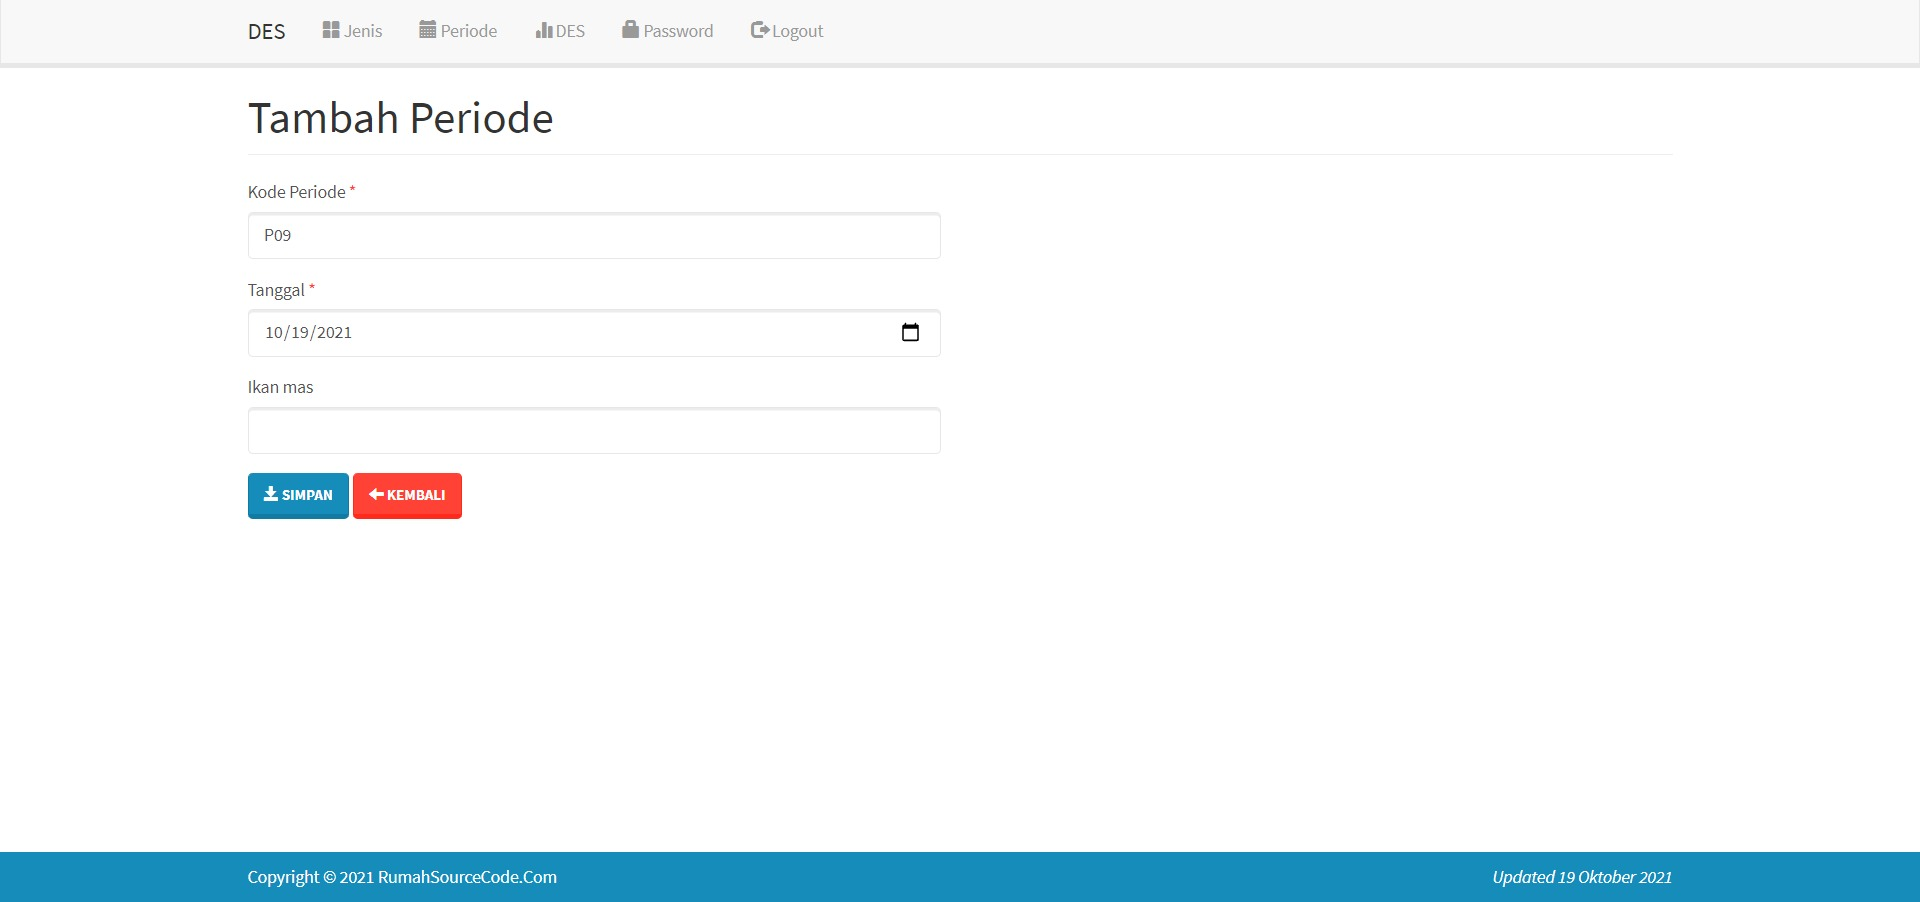 DES Jenis Periode DES Password Logout
Tambah Periode
Kode Periode *
P09
Tanggal *
10/19/2021
Ikan mas
SIMPAN KEMBALI
Copyright © 2021 RumahSourceCode.Com Updated 19 Oktober 2021